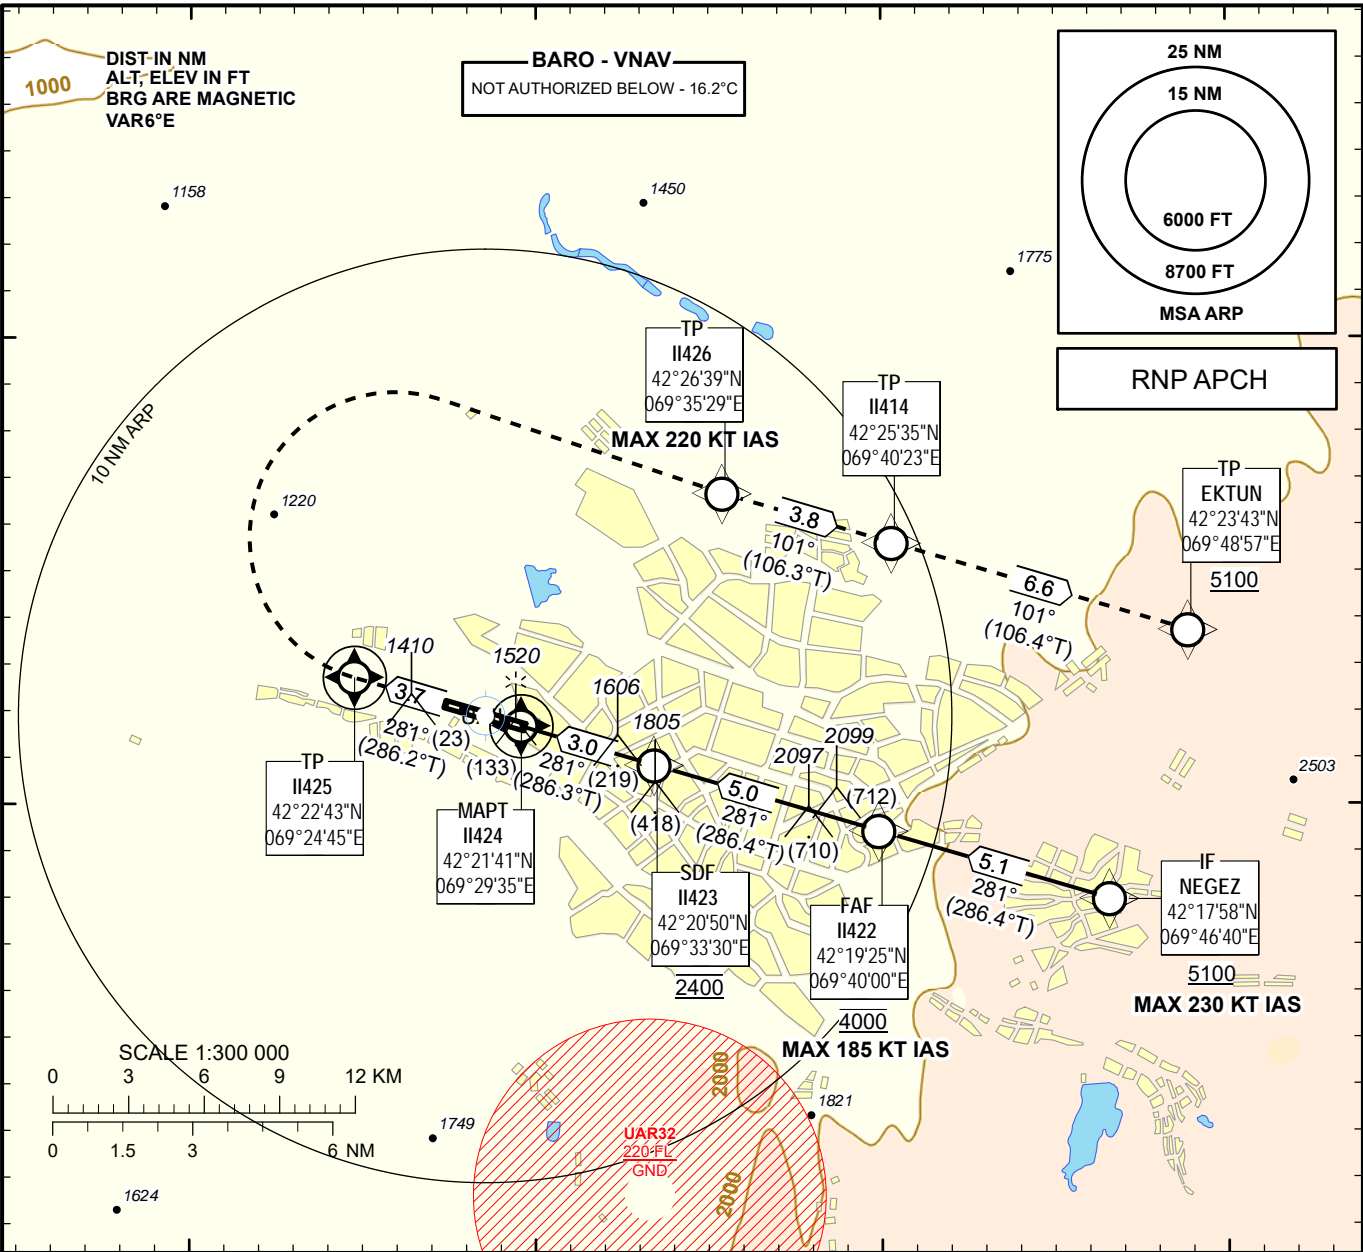 DIST IN NM
ALT, ELEV IN FT
BRG ARE MAGNETIC
VAR 6°E
1000
BARO - VNAV
NOT AUTHORIZED BELOW - 16.2°C
25 NM
15 NM
6000 FT
8700 FT
MSA ARP
RNP APCH
1158
1450
1775
10 NM ARP
TP
II426
42°26'39"N
069°35'29"E
MAX 220 KT IAS
TP
II414
42°25'35"N
069°40'23"E
TP
EKTUN
42°23'43"N
069°48'57"E
5100
1220
3.8
101°
(106.3°T)
6.6
101°
(106.4°T)
1410
1520
1606
1805
2097
2099
3.7
281°
(286.2°T)
(23)
(133)
3.0
281°
(286.3°T)
(219)
(418)
5.0
281°
(286.4°T)
(710)
(712)
5.1
281°
(286.4°T)
2503
TP
II425
42°22'43"N
069°24'45"E
MAPT
II424
42°21'41"N
069°29'35"E
SDF
II423
42°20'50"N
069°33'30"E
2400
FAF
II422
42°19'25"N
069°40'00"E
4000
MAX 185 KT IAS
IF
NEGEZ
42°17'58"N
069°46'40"E
5100
MAX 230 KT IAS
SCALE 1:300 000
0 3 6 9 12 KM
0 1.5 3 6 NM
1749
1624
UAR32
220 FL
GND
2000
2000
1821